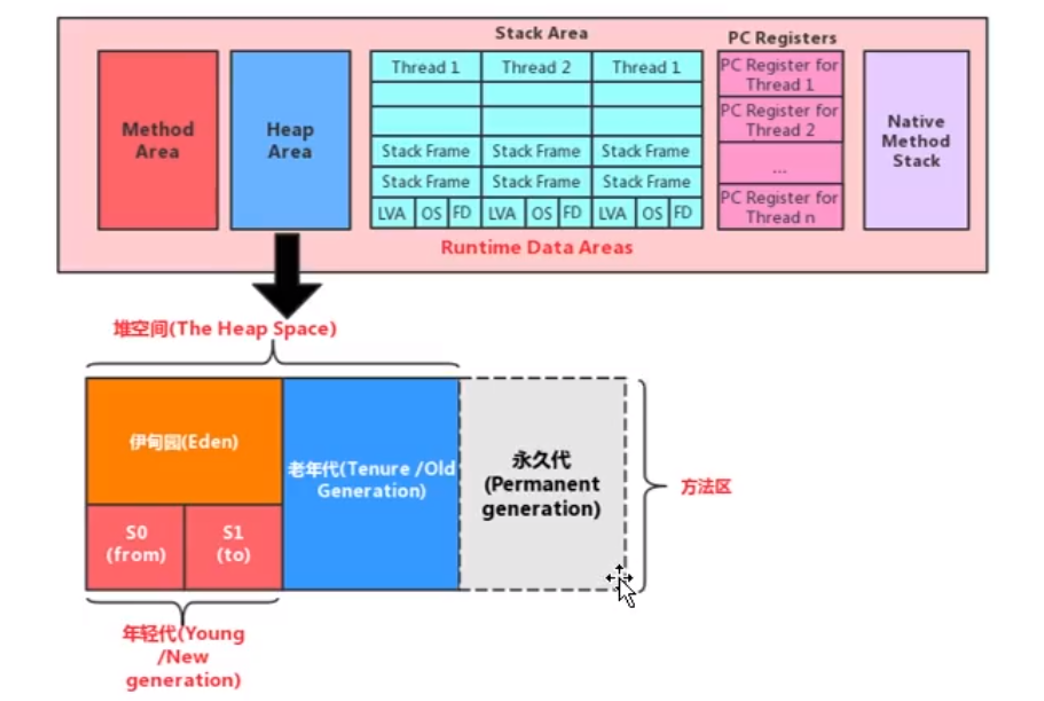 Stack Area
PC Registers
Method
Area
Heap
Area
Thread 1
Thread 2
Thread 1
Stack Frame
Stack Frame
Stack Frame
Stack Frame
Stack Frame
Stack Frame
LVA
OS
FD
LVA
OS
FD
LVA
OS
FD
PC Register for
Thread 1
PC Register for
Thread 2
...
PC Register for
Thread n
Native
Method
Stack
Runtime Data Areas
堆空间(The Heap Space)
伊甸园(Eden)
S0
(from)
S1
(to)
老年代(Tenure /Old
Generation)
永久代
(Permanent
generation)
方法区
年轻代(Young
/New
generation)